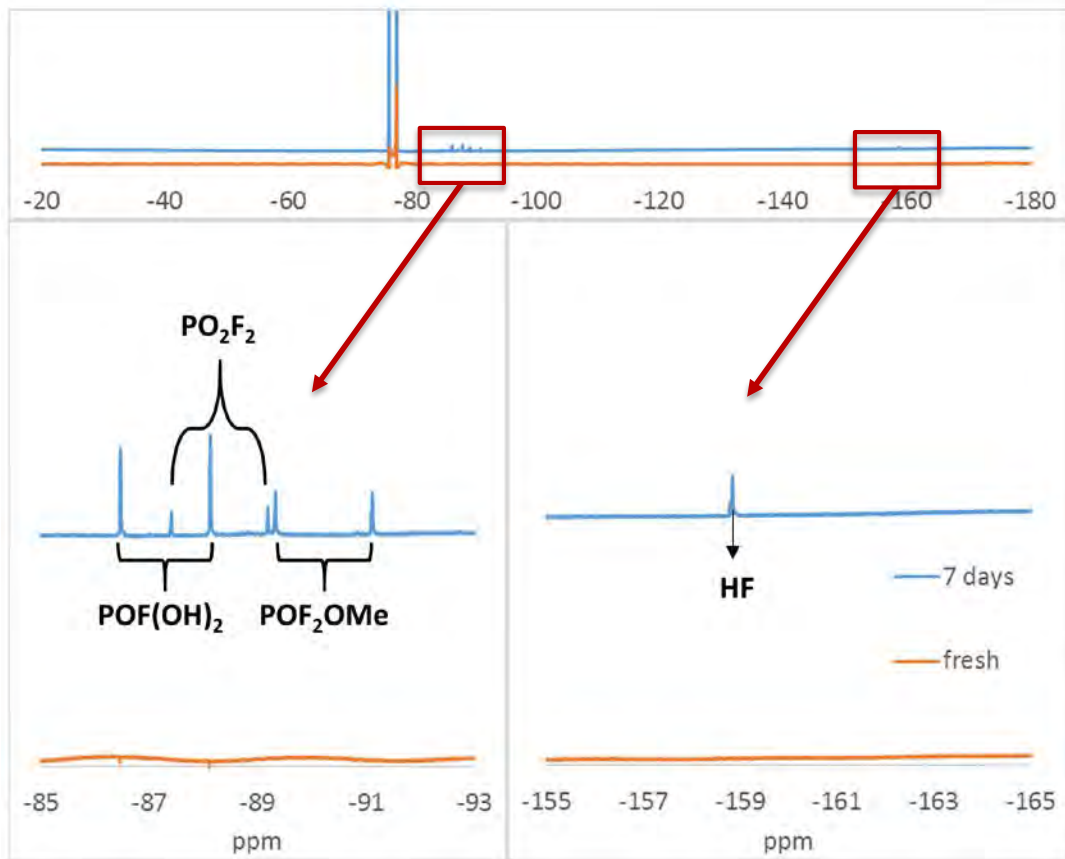 -20 -40 -60 -80 -100 -120 -140 -160 -180
PO₂F₂
POF(OH)₂ POF₂OMe
HF
7 days
fresh
-85 -87 -89 -91 -93
ppm
-155 -157 -159 -161 -163 -165
ppm